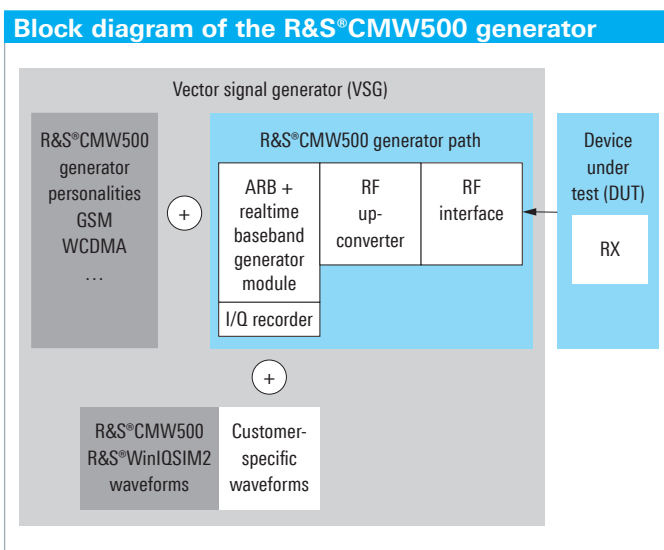 Block diagram of the R&S®CMW500 generator
Vector signal generator (VSG)
R&S®CMW500
generator
personalities
GSM
WCDMA
...
+
R&S®CMW500 generator path
ARB +
realtime
baseband
generator
module
I/Q recorder
RF
up-
converter
RF
interface
Device
under
test (DUT)
RX
+
R&S®CMW500
R&S®WinIQSIM2
waveforms
Customer-
specific
waveforms